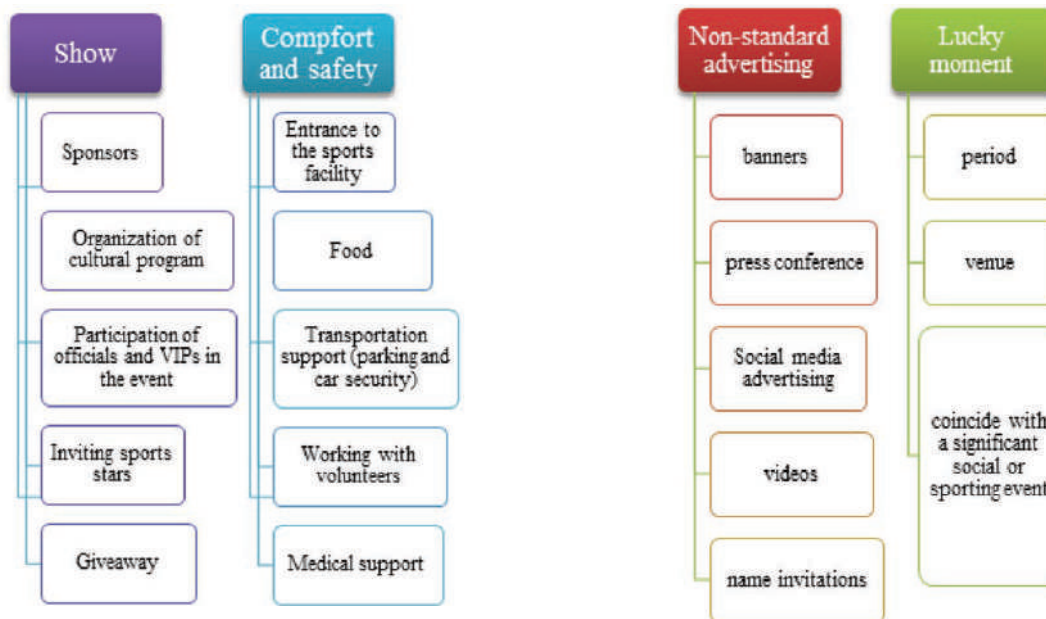 Show
Sponsors
Organization of
cultural program
Participation of
officials and VIPs in
the event
Inviting sports
stars
Giveaway
Compfort
and safety
Entrance to
the sports
facility
Food
Transportation
support (parking and
car security)
Working with
volunteers
Medical support
Non-standard
advertising
banners
press conference
Social media
advertising
videos
name invitations
Lucky
moment
period
venue
coincide with
a significant
social or
sporting event